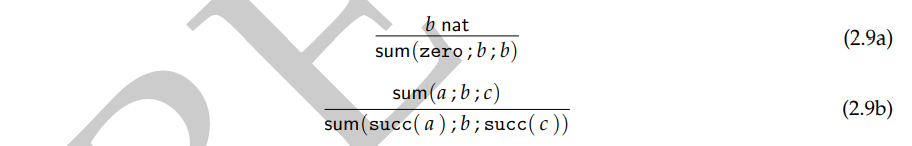 b nat
sum(zero;b;b)
(2.9a)
sum(a;b;c)
sum(succ(a);b;succ(c))
(2.9b)